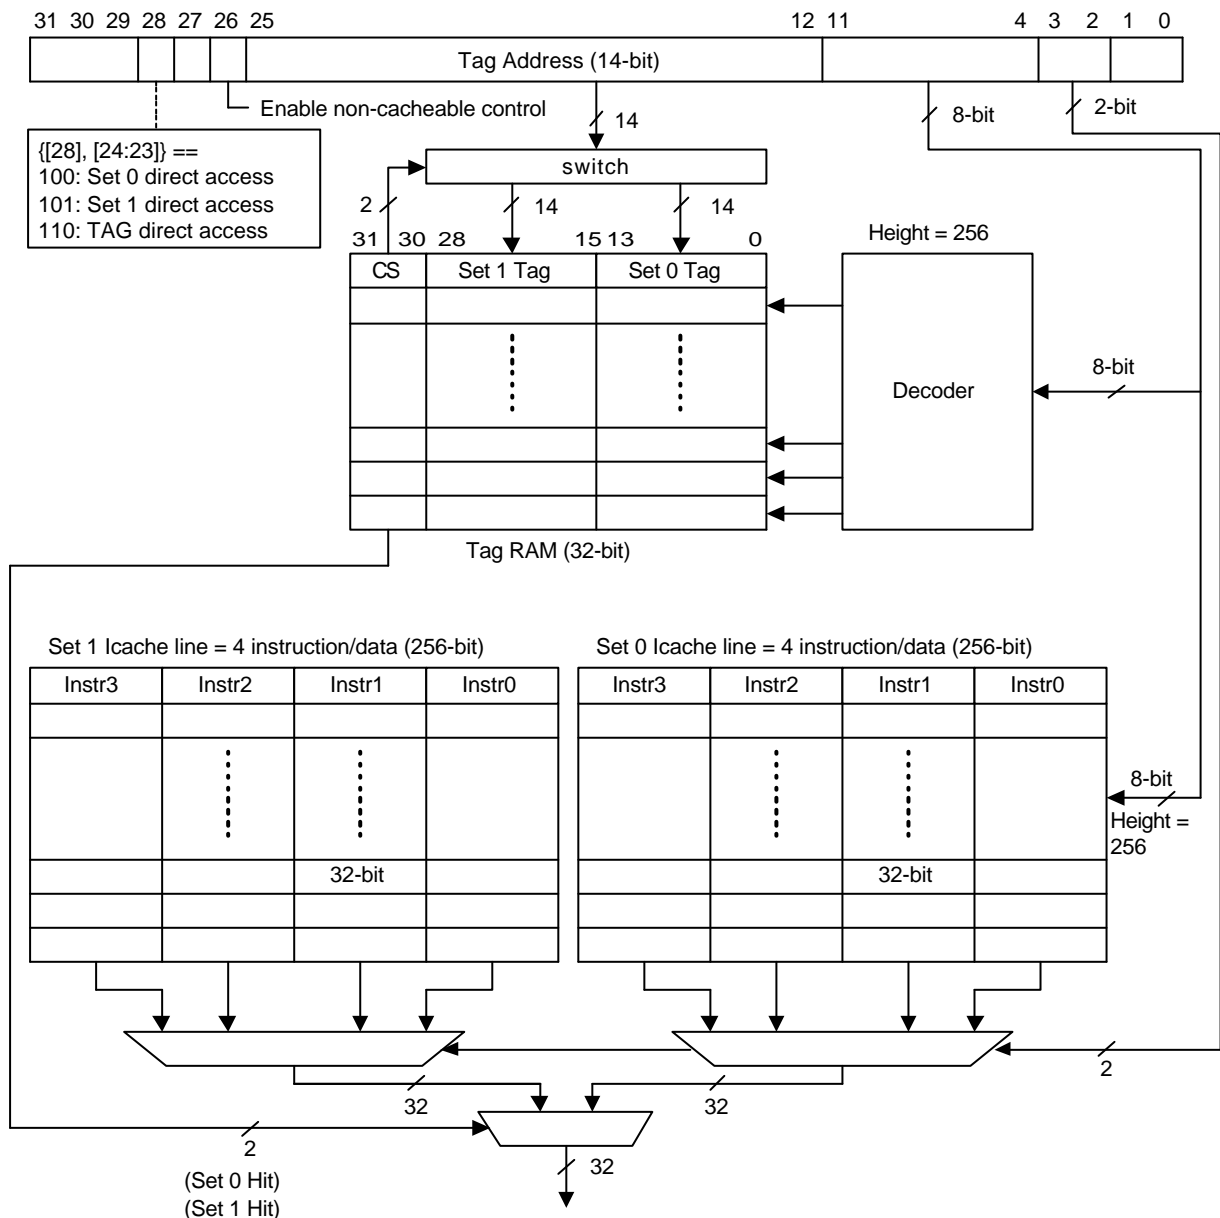 31 30 29 28 27 26 25 12 11 4 3 2 1 0
Tag Address (14-bit)
Enable non-cacheable control
14
8-bit
2-bit
{[28], [24:23]} ==
100: Set 0 direct access
101: Set 1 direct access
110: TAG direct access
switch
2
14
14
31 30 28 15 13 0
Height = 256
CS
Set 1 Tag
Set 0 Tag
Decoder
8-bit
Tag RAM (32-bit)
Set 1 Icache line = 4 instruction/data (256-bit)
Set 0 Icache line = 4 instruction/data (256-bit)
Instr3 Instr2 Instr1 Instr0
Instr3 Instr2 Instr1 Instr0
8-bit
Height =
256
32-bit
32-bit
2
32
32
2
(Set 0 Hit)
(Set 1 Hit)
32